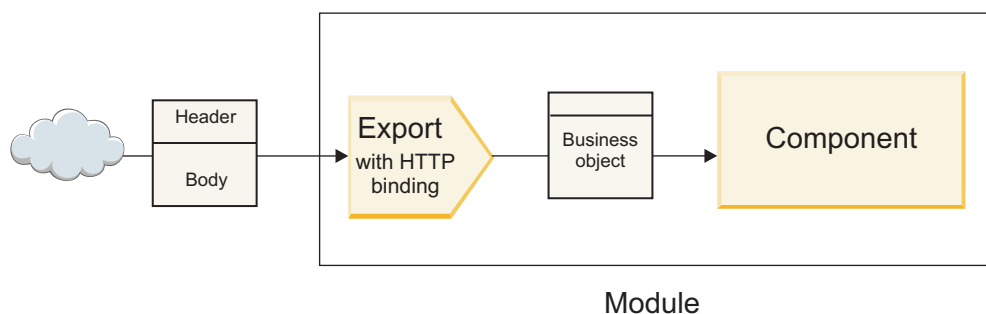 Header
Body
Export
with HTTP
binding
Business
object
Component
Module